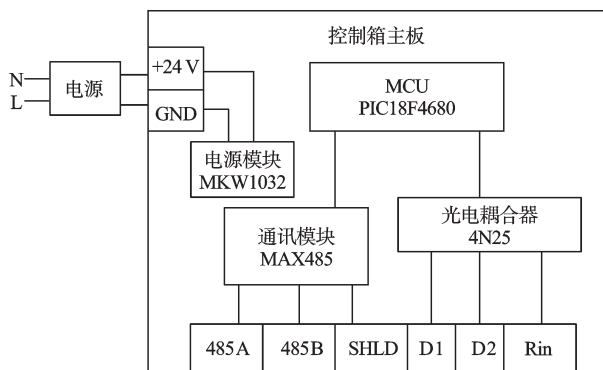 控制箱主板
N
L
电源
+24 V
GND
MCU
PIC18F4680
电源模块
MKW1032
通讯模块
MAX485
光电耦合器
4N25
485A
485B
SHLD
D1
D2
Rin